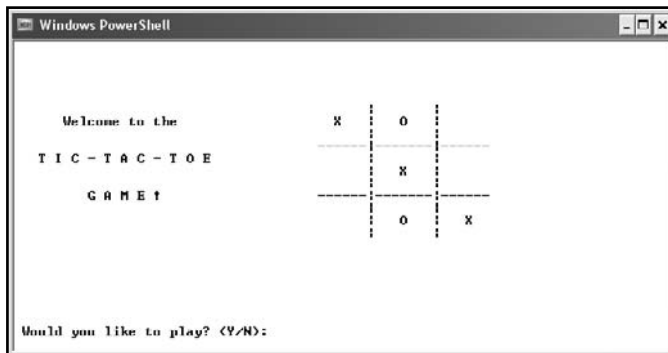 Windows PowerShell
Welcome to the
T I C - T A C - T O E
G A M E !
X O
X
O X
Would you like to play? (Y/N):